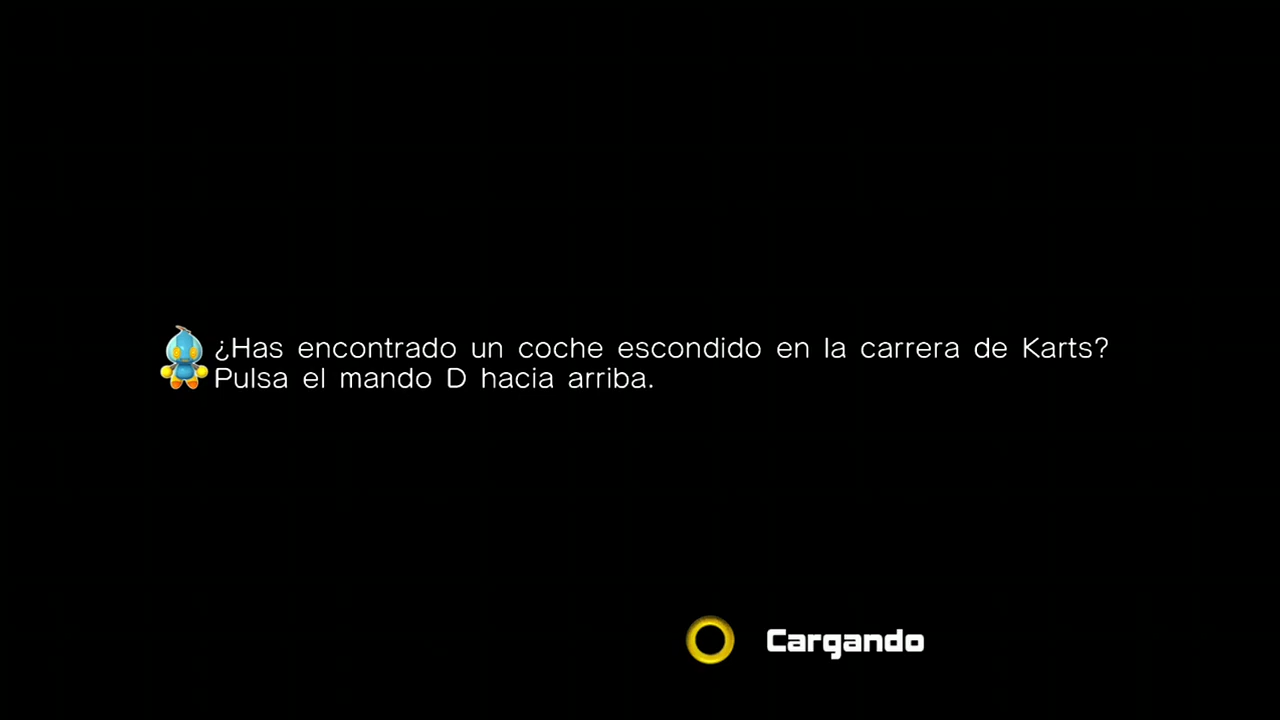 ¿Has encontrado un coche escondido en la carrera de Karts?
Pulsa el mando D hacia arriba.
Cargando